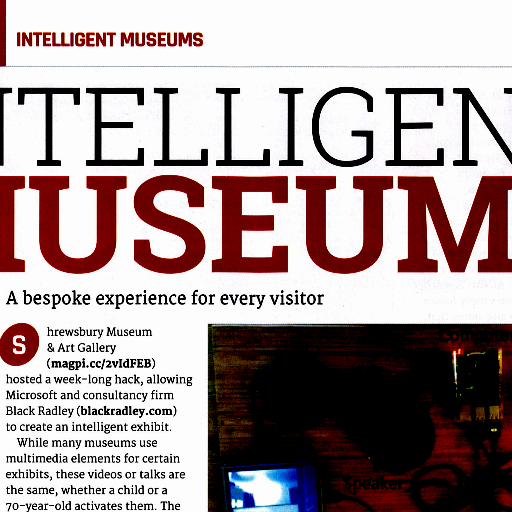 INTELLIGENT MUSEUMS
NTELLIGEN
MUSEUM
A bespoke experience for every visitor
Shrewsbury Museum
& Art Gallery
(magpi.cc/2vIdFEB)
hosted a week-long hack, allowing
Microsoft and consultancy firm
Black Radley (blackradley.com)
to create an intelligent exhibit.
While many museums use
multimedia elements for certain
exhibits, these videos or talks are
the same, whether a child or a
70-year-old activates them. The
speaker